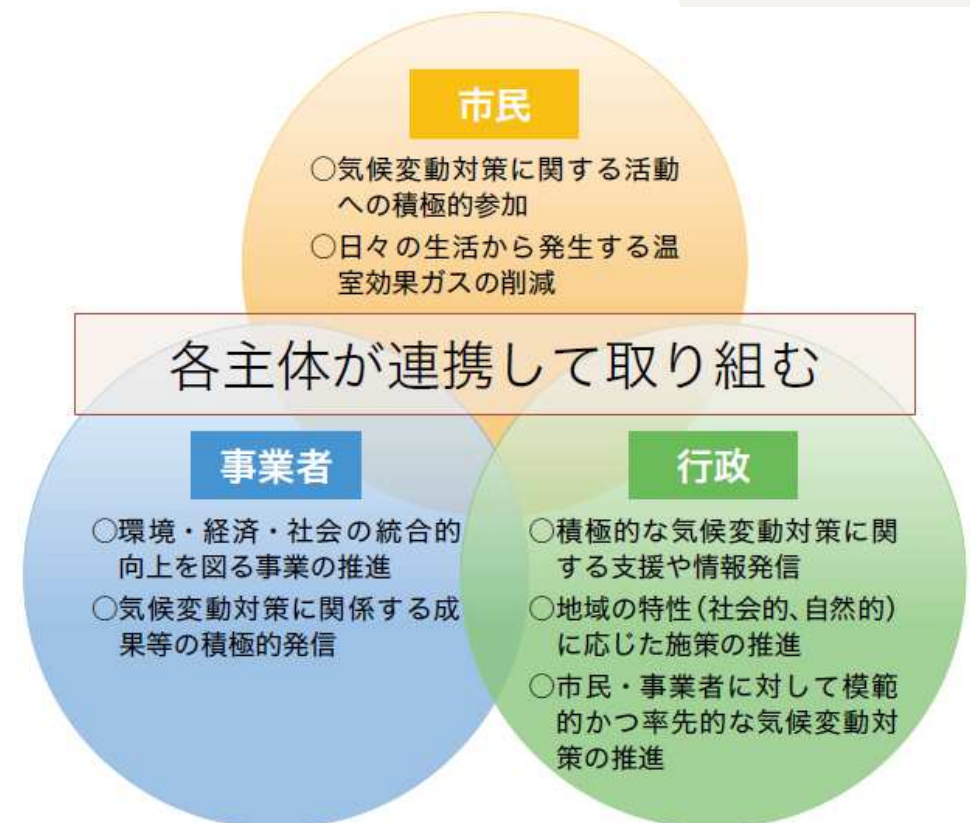 市民
○気候変動対策に関する活動
への積極的参加
○日々の生活から発生する温
室効果ガスの削減
各主体が連携して取り組む
事業者
○環境・経済・社会の統合的
向上を図る事業の推進
○気候変動対策に関係する成
果等の積極的発信
行政
○積極的な気候変動対策に関
する支援や情報発信
○地域の特性(社会的、自然的)
に応じた施策の推進
○市民・事業者に対して模範
的かつ率先的な気候変動対
策の推進